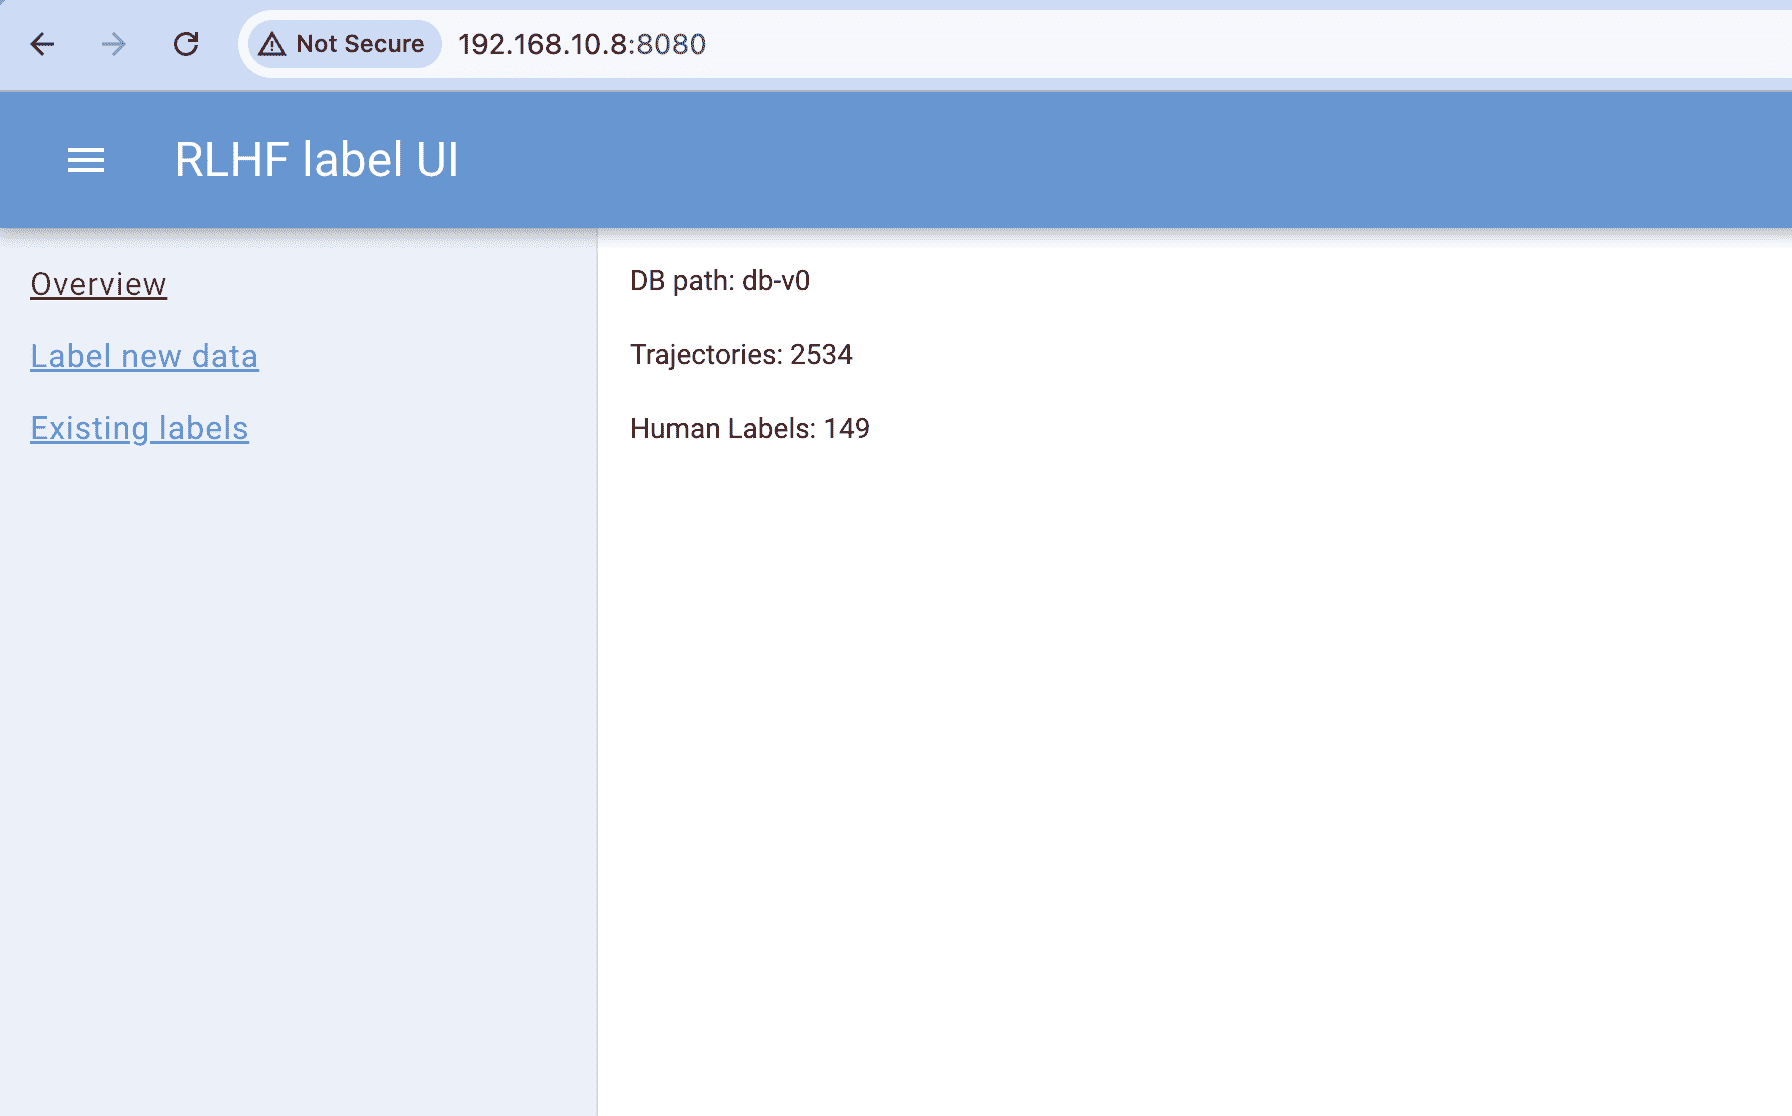 Not Secure 192.168.10.8:8080
RLHF label UI
Overview
Label new data
Existing labels
DB path: db-v0
Trajectories: 2534
Human Labels: 149